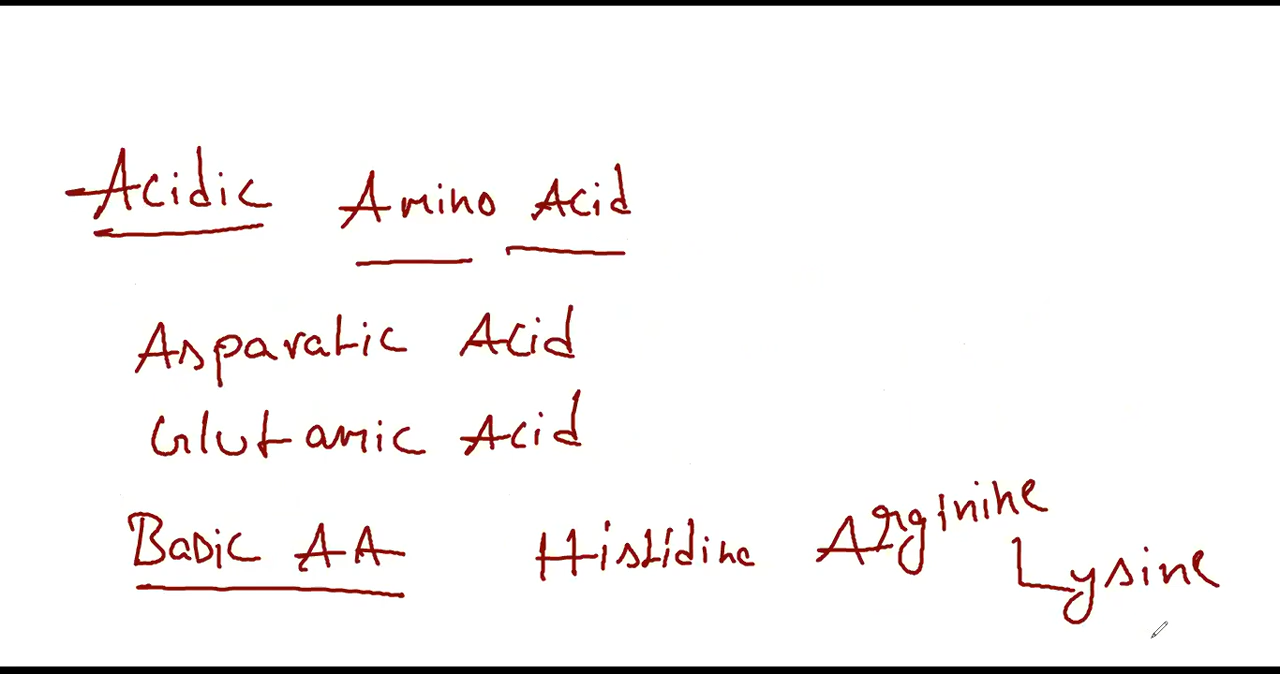 Acidic Amino Acid
Asparatic Acid
Glutamic Acid
Basic AA Histidine Arginine Lysine